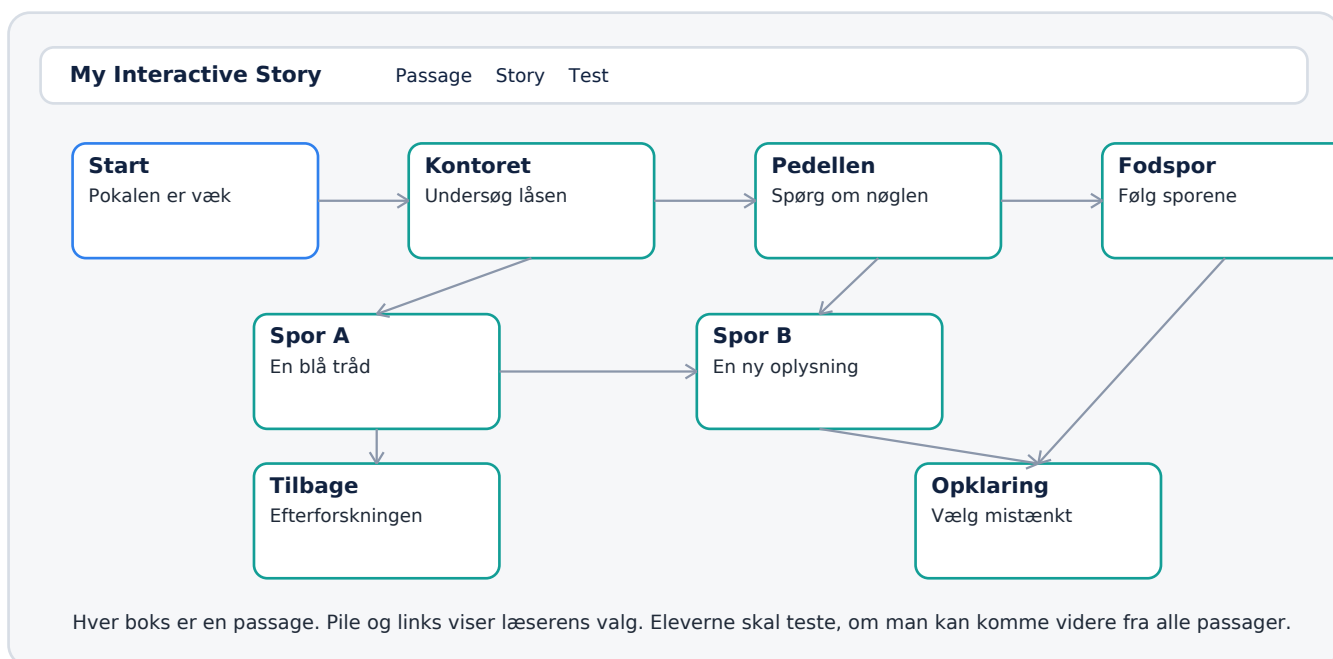 My Interactive Story Passage Story Test
Start
Pokalen er væk
Kontoret
Undersøg låsen
Pedellen
Spørg om nøglen
Fodspor
Følg sporene
Spor A
En blå tråd
Spor B
En ny oplysning
Tilbage
Efterforskningen
Opklaring
Vælg mistænkt
Hver boks er en passage. Pile og links viser læserens valg. Eleverne skal teste, om man kan komme videre fra alle passager.